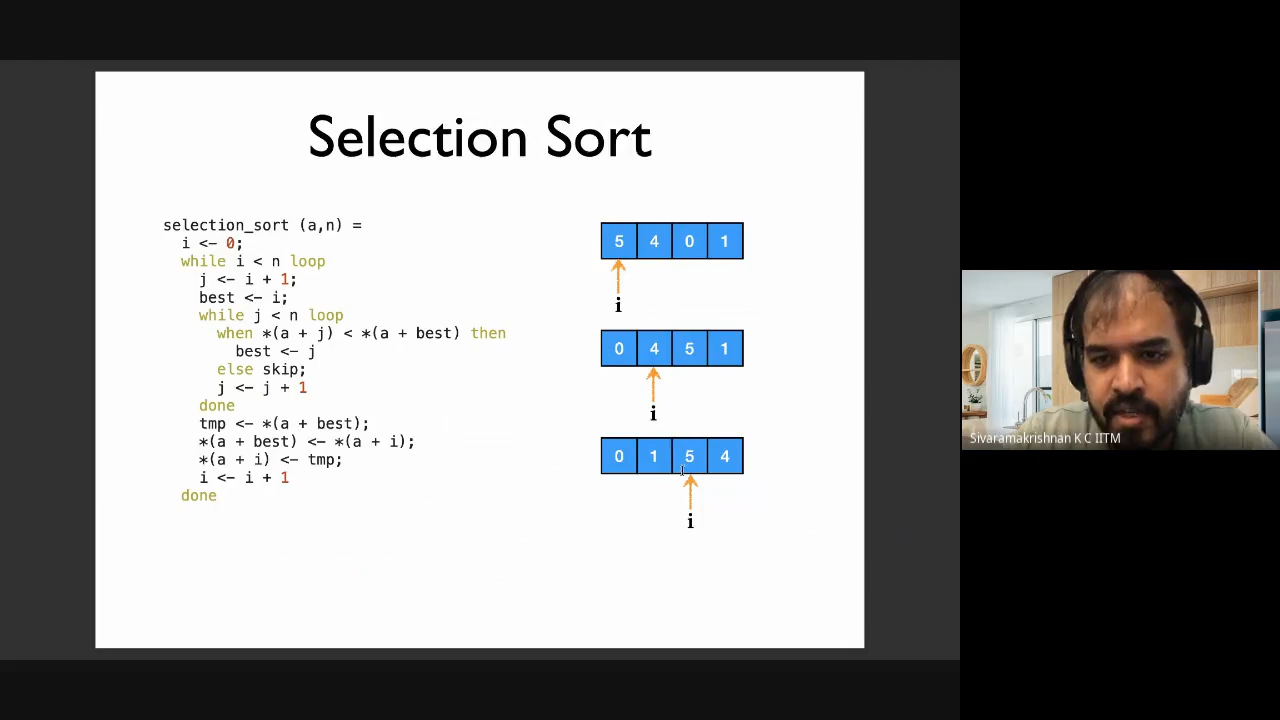 Selection Sort
selection_sort (a,n) =
i <- 0;
while i < n loop
j <- i + 1;
best <- i;
while j < n loop
when *(a + j) < *(a + best) then
best <- j
else skip;
j <- j + 1
done
tmp <- *(a + best);
*(a + best) <- *(a + i);
*(a + i) <- tmp;
i <- i + 1
done
5 4 0 1
i
0 4 5 1
i
0 1 5 4
i
Sivaramakrishnan K C IITM